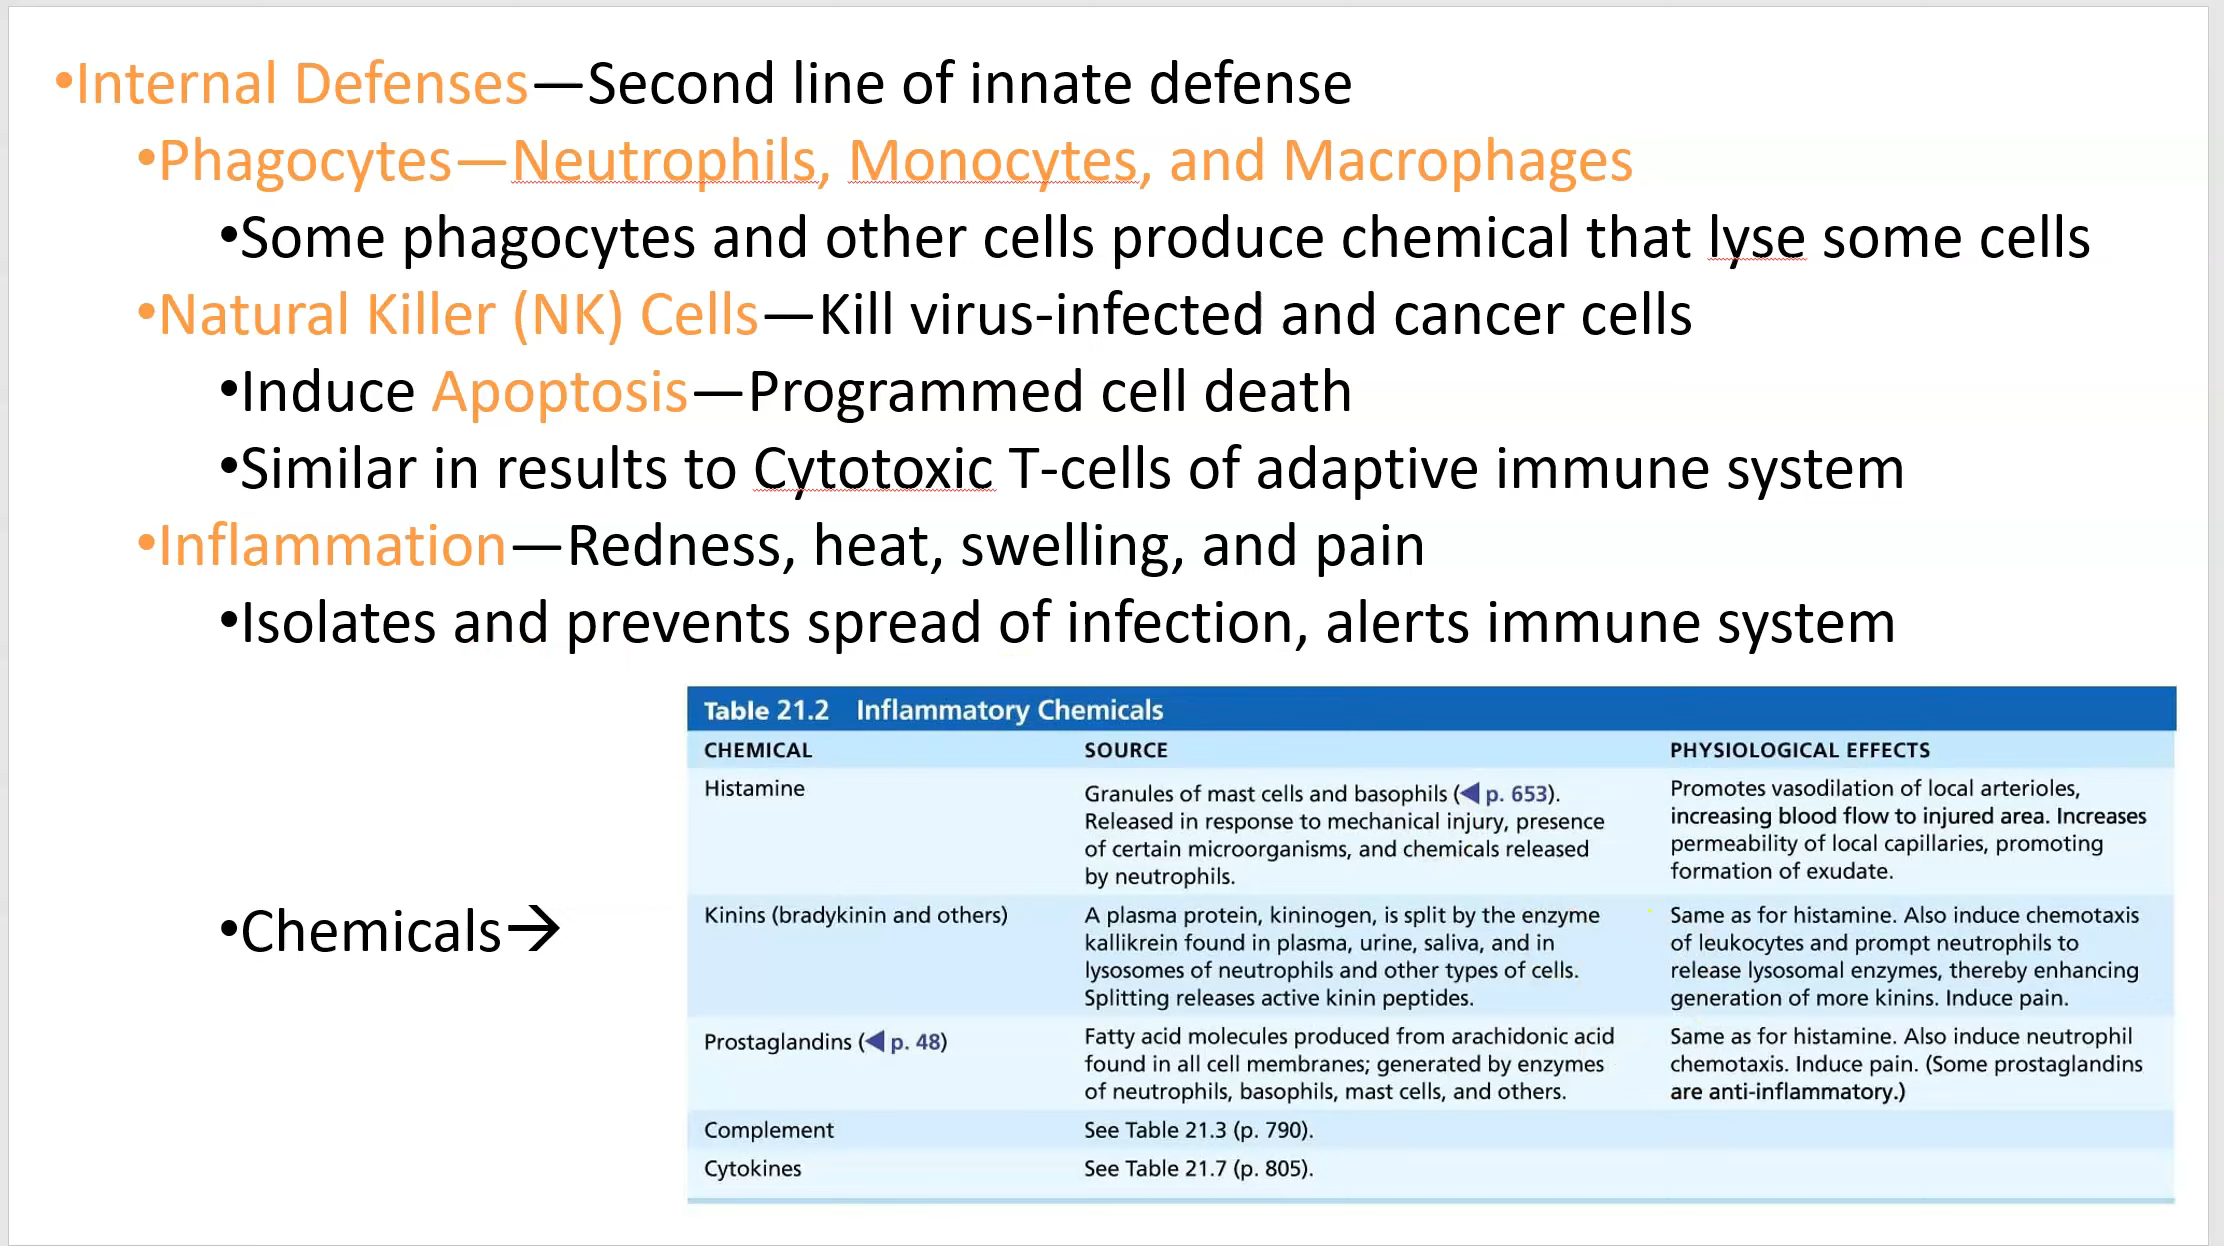 •Internal Defenses—Second line of innate defense
•Phagocytes—Neutrophils, Monocytes, and Macrophages
•Some phagocytes and other cells produce chemical that lyse some cells
•Natural Killer (NK) Cells—Kill virus-infected and cancer cells
•Induce Apoptosis—Programmed cell death
•Similar in results to Cytotoxic T-cells of adaptive immune system
•Inflammation—Redness, heat, swelling, and pain
•Isolates and prevents spread of infection, alerts immune system
•Chemicals→
Table 21.2 Inflammatory Chemicals
CHEMICAL SOURCE PHYSIOLOGICAL EFFECTS
Histamine
Granules of mast cells and basophils (◀ p. 653).
Released in response to mechanical injury, presence
of certain microorganisms, and chemicals released
by neutrophils.
Promotes vasodilation of local arterioles,
increasing blood flow to injured area. Increases
permeability of local capillaries, promoting
formation of exudate.
Kinins (bradykinin and others)
A plasma protein, kininogen, is split by the enzyme
kallikrein found in plasma, urine, saliva, and in
lysosomes of neutrophils and other types of cells.
Splitting releases active kinin peptides.
Same as for histamine. Also induce chemotaxis
of leukocytes and prompt neutrophils to
release lysosomal enzymes, thereby enhancing
generation of more kinins. Induce pain.
Prostaglandins (◀ p. 48)
Fatty acid molecules produced from arachidonic acid
found in all cell membranes; generated by enzymes
of neutrophils, basophils, mast cells, and others.
Same as for histamine. Also induce neutrophil
chemotaxis. Induce pain. (Some prostaglandins
are anti-inflammatory.)
Complement
See Table 21.3 (p. 790).
Cytokines
See Table 21.7 (p. 805).